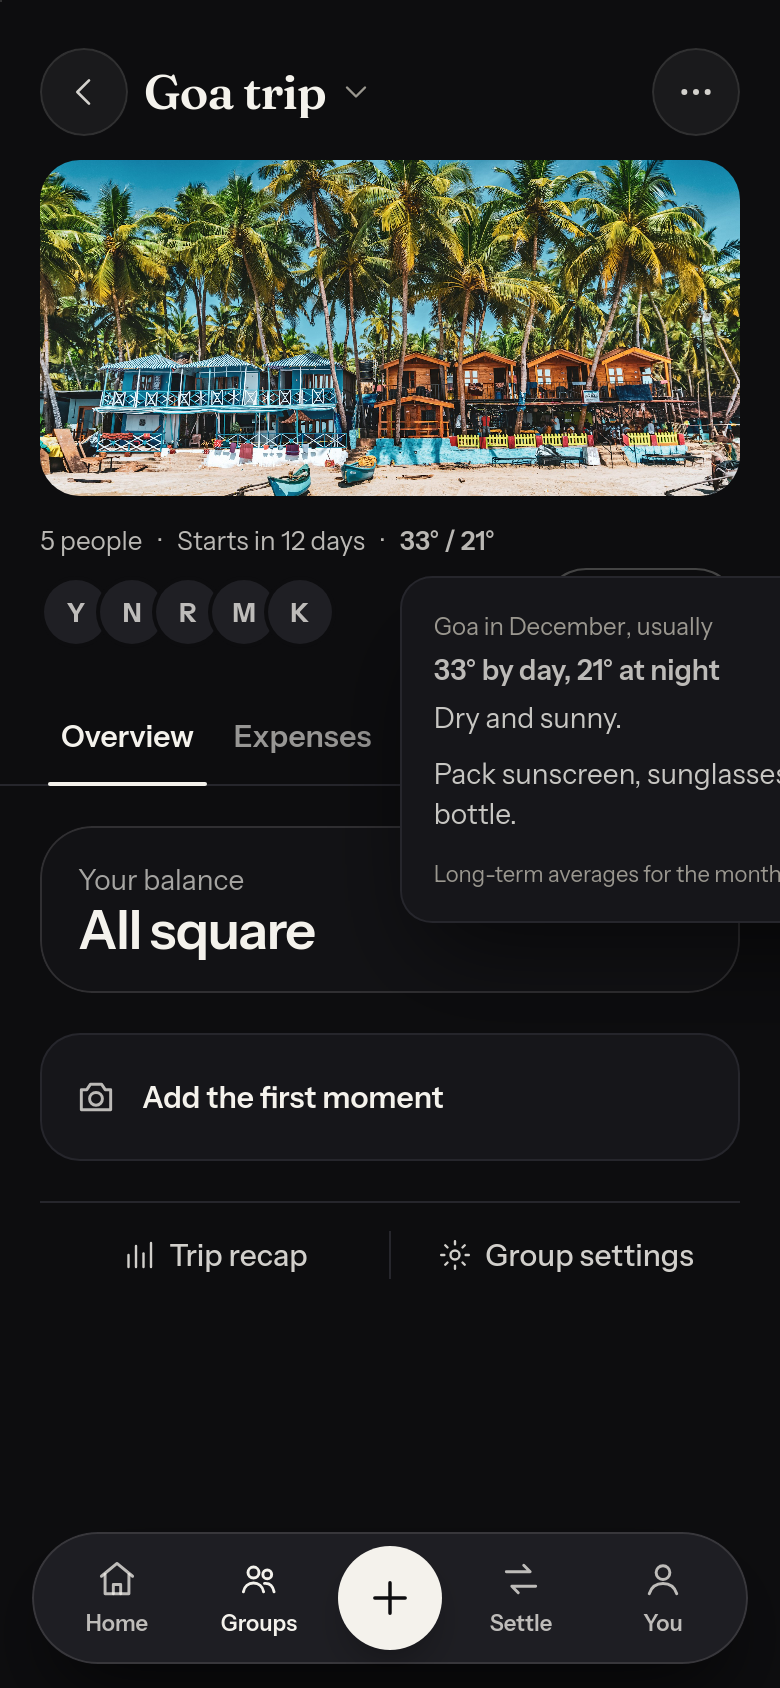 Goa trip
5 people · Starts in 12 days · 33° / 21°
Y N R M K
Goa in December, usually
33° by day, 21° at night
Dry and sunny.
Pack sunscreen, sunglasses
bottle.
Long-term averages for the month
Overview Expenses
Your balance
All square
Add the first moment
Trip recap Group settings
Home Groups Settle You